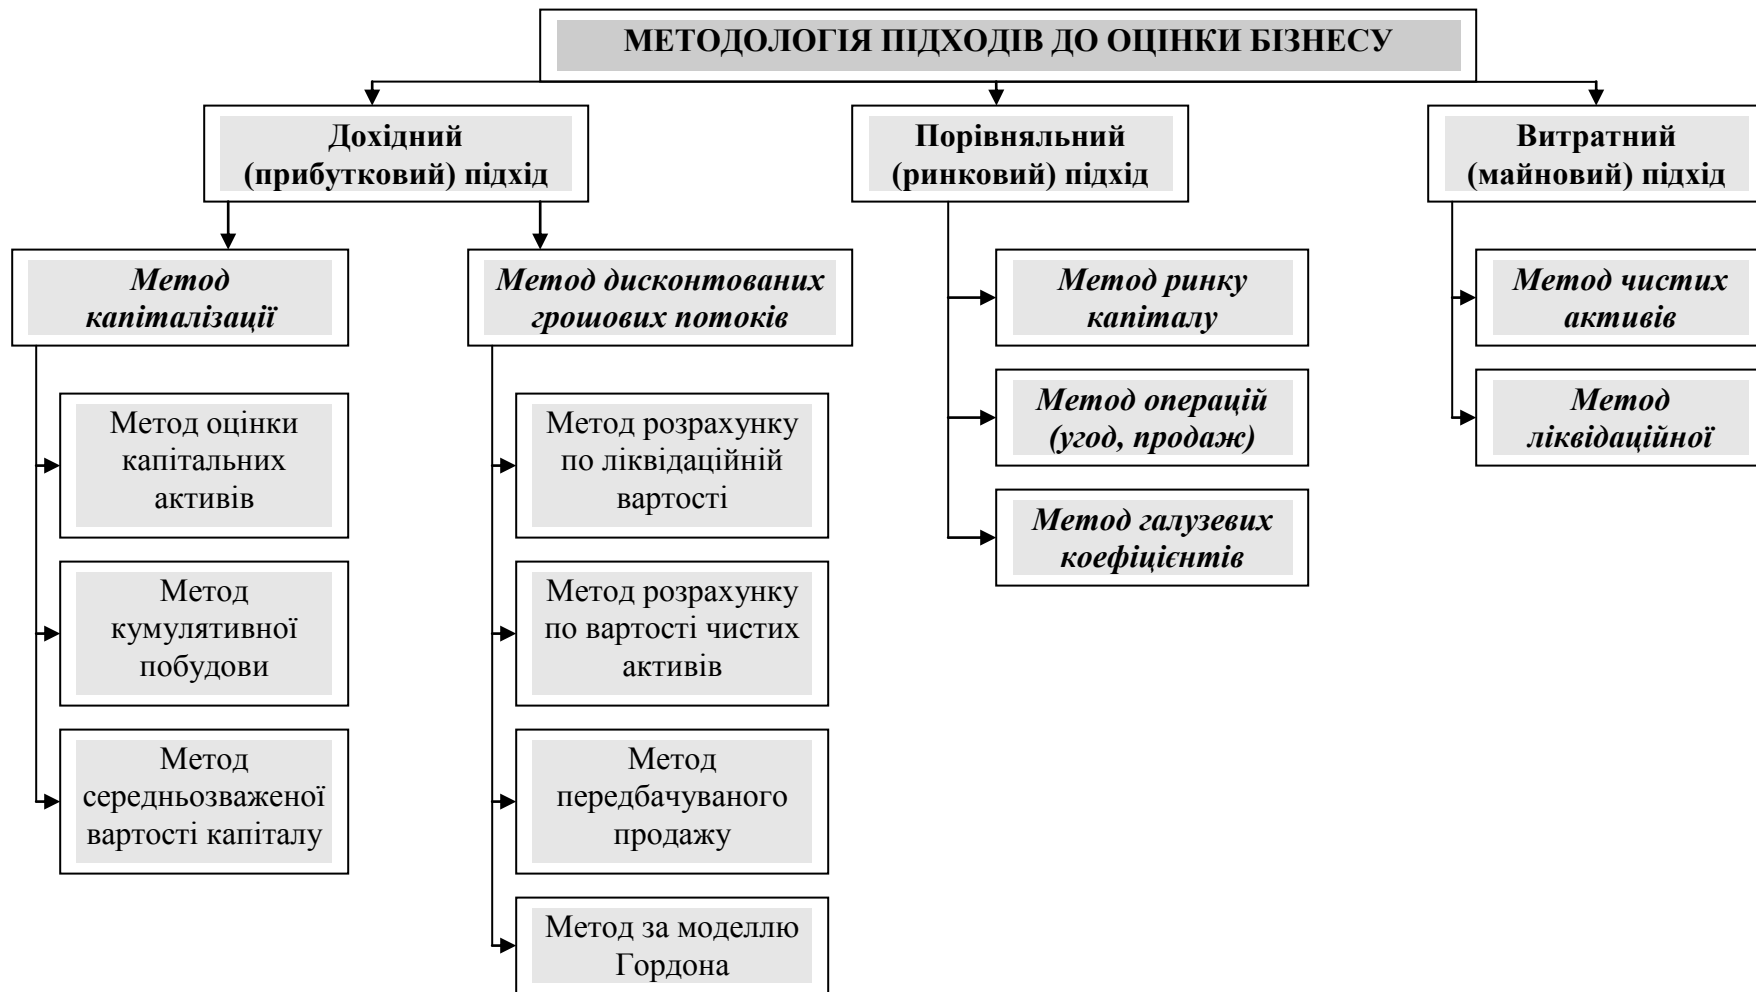 МЕТОДОЛОГІЯ ПІДХОДІВ ДО ОЦІНКИ БІЗНЕСУ
Дохідний
(прибутковий) підхід
Порівняльний
(ринковий) підхід
Витратний
(майновий) підхід
Метод
капіталізації
Метод дисконтованих
грошових потоків
Метод ринку
капіталу
Метод чистих
активів
Метод оцінки
капітальних
активів
Метод розрахунку
по ліквідаційній
вартості
Метод операцій
(угод, продаж)
Метод
ліквідаційної
Метод галузевих
коефіцієнтів
Метод
кумулятивної
побудови
Метод розрахунку
по вартості чистих
активів
Метод
середньозваженої
вартості капіталу
Метод
передбачуваного
продажу
Метод за моделлю
Гордона